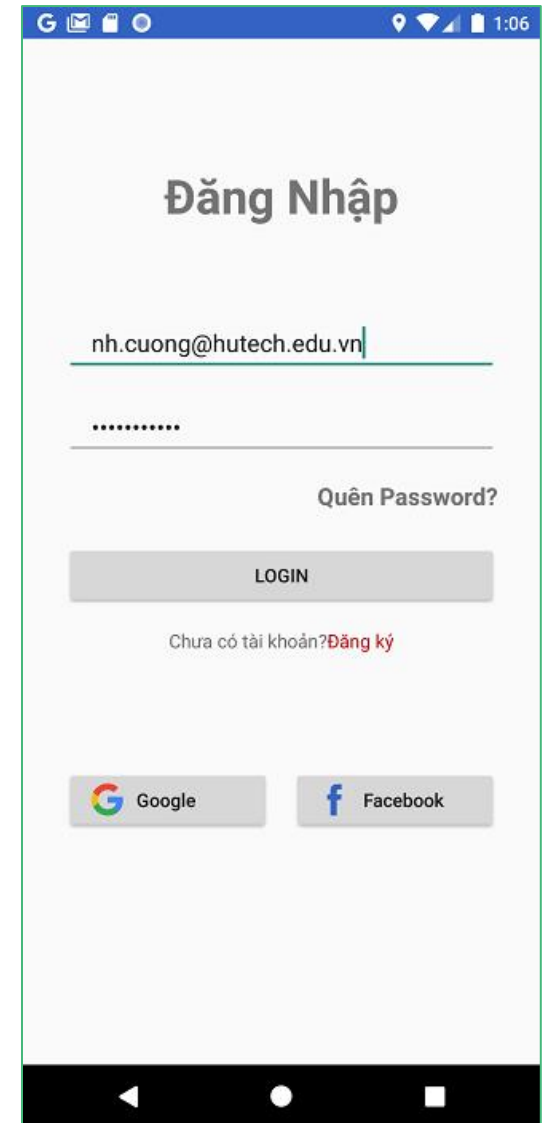 G 1:06
Đăng Nhập
nh.cuong@hutech.edu.vn
•••••••••••
Quên Password?
LOGIN
Chưa có tài khoản?Đăng ký
G Google f Facebook